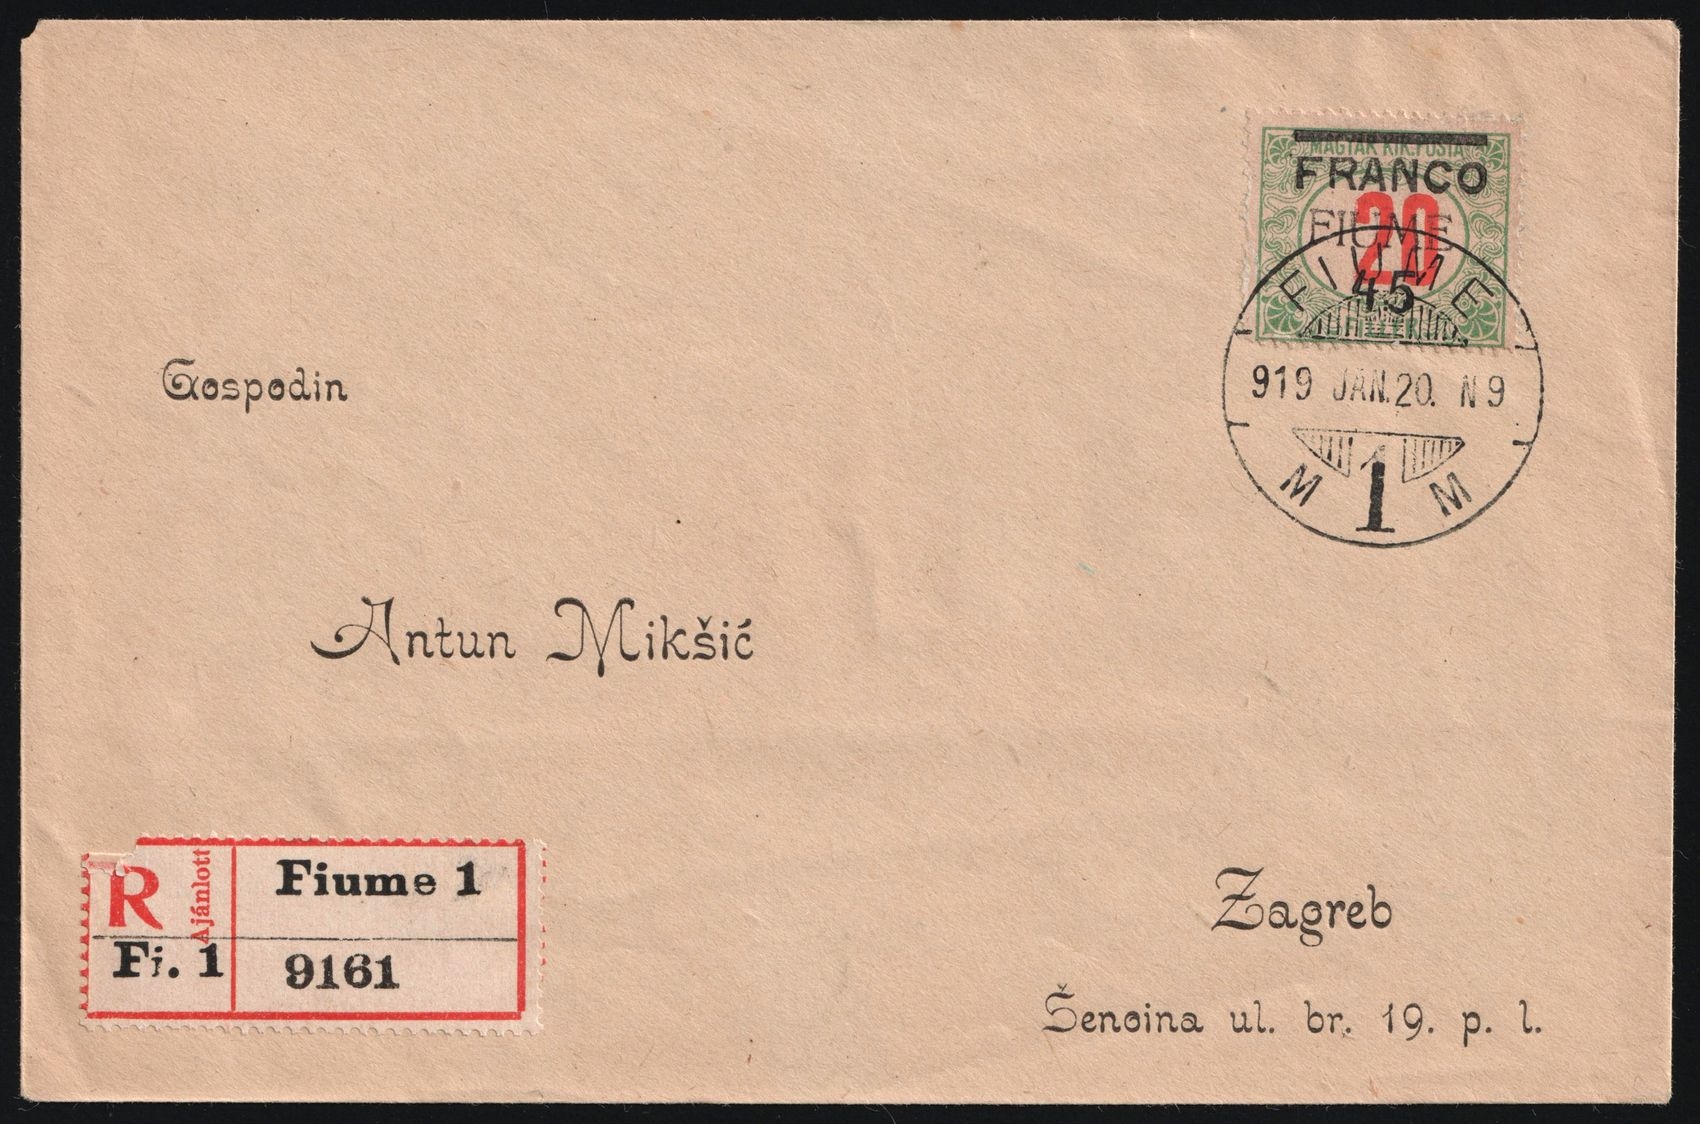 MAGYAR KIR. POSTA
FRANCO
20
FIUME
45
FIUME
919 JAN. 20. N 9
M 1 M
Gospodin
Antun Mikšić
Zagreb
Šenoina ul. br. 19. p. l.
R
Ajánlott
Fiume 1
Fi. 1
9161